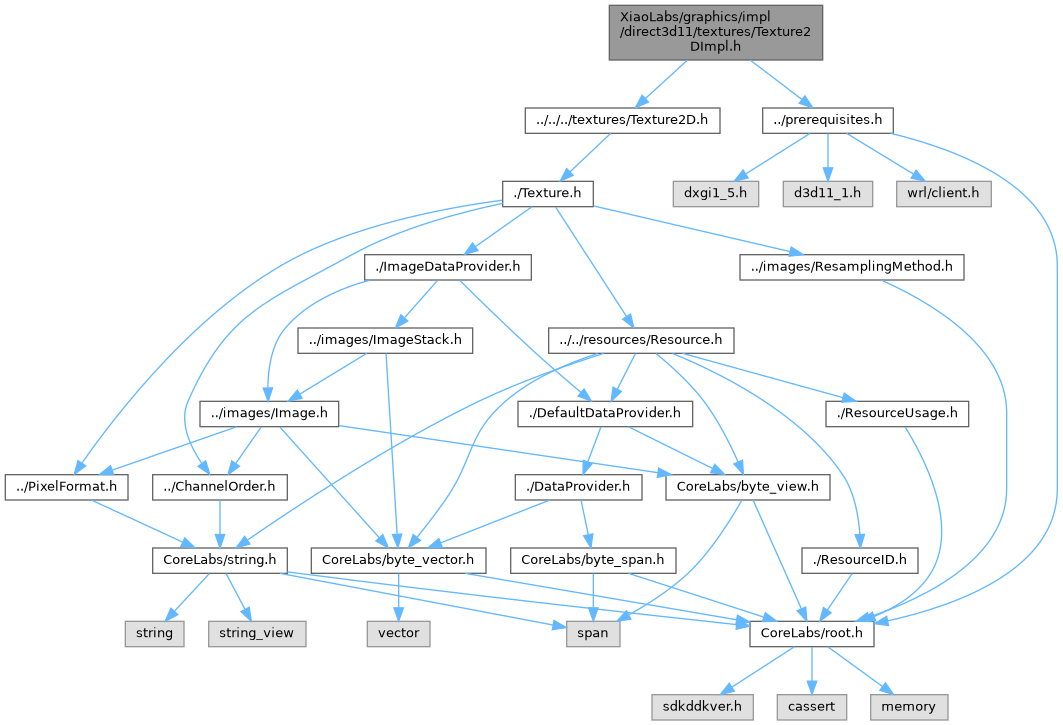 XiaoLabs/graphics/impl
/direct3d11/textures/Texture2
DImpl.h
../../../textures/Texture2D.h
../prerequisites.h
./Texture.h
dxgi1_5.h
d3d11_1.h
wrl/client.h
./ImageDataProvider.h
../images/ResamplingMethod.h
../images/ImageStack.h
../../resources/Resource.h
../images/Image.h
./DefaultDataProvider.h
./ResourceUsage.h
../PixelFormat.h
../ChannelOrder.h
./DataProvider.h
CoreLabs/byte_view.h
CoreLabs/string.h
CoreLabs/byte_vector.h
CoreLabs/byte_span.h
./ResourceID.h
string
string_view
vector
span
CoreLabs/root.h
sdkddkver.h
cassert
memory